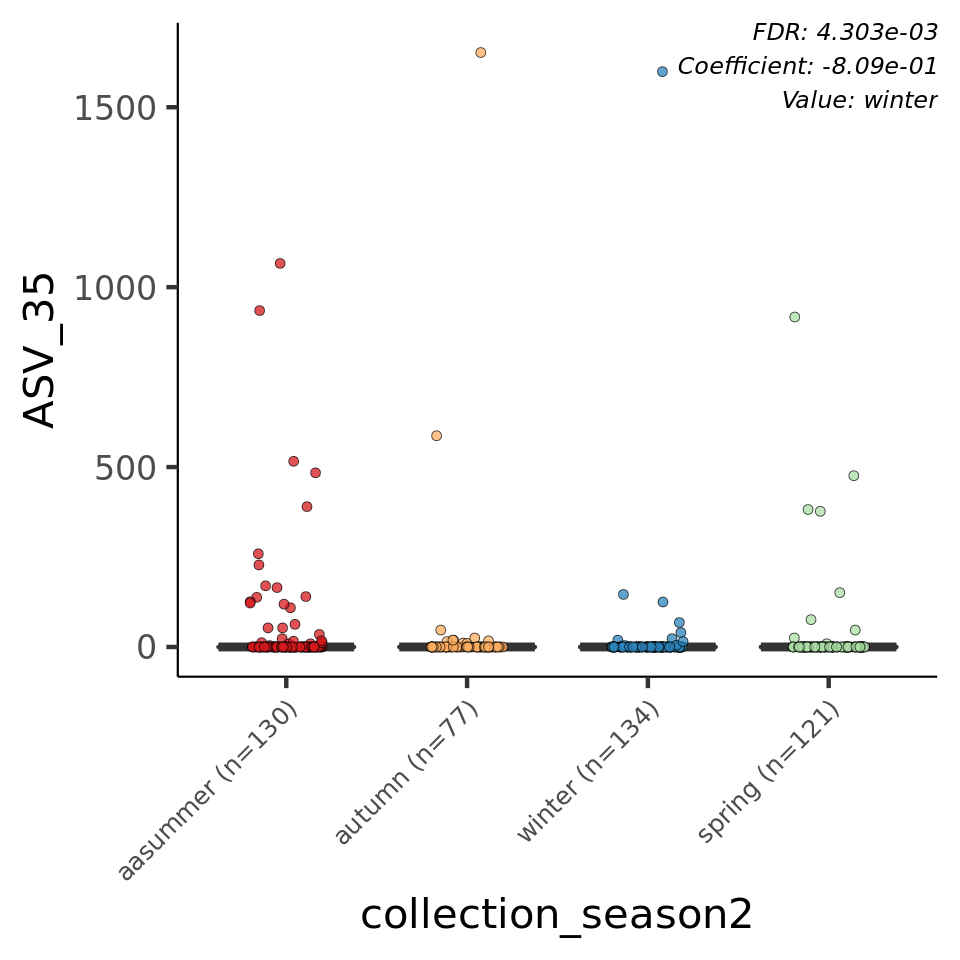 FDR: 4.303e-03
Coefficient: -8.09e-01
Value: winter
ASV_35
1500
1000
500
0
aasummer (n=130)
autumn (n=77)
winter (n=134)
spring (n=121)
collection_season2